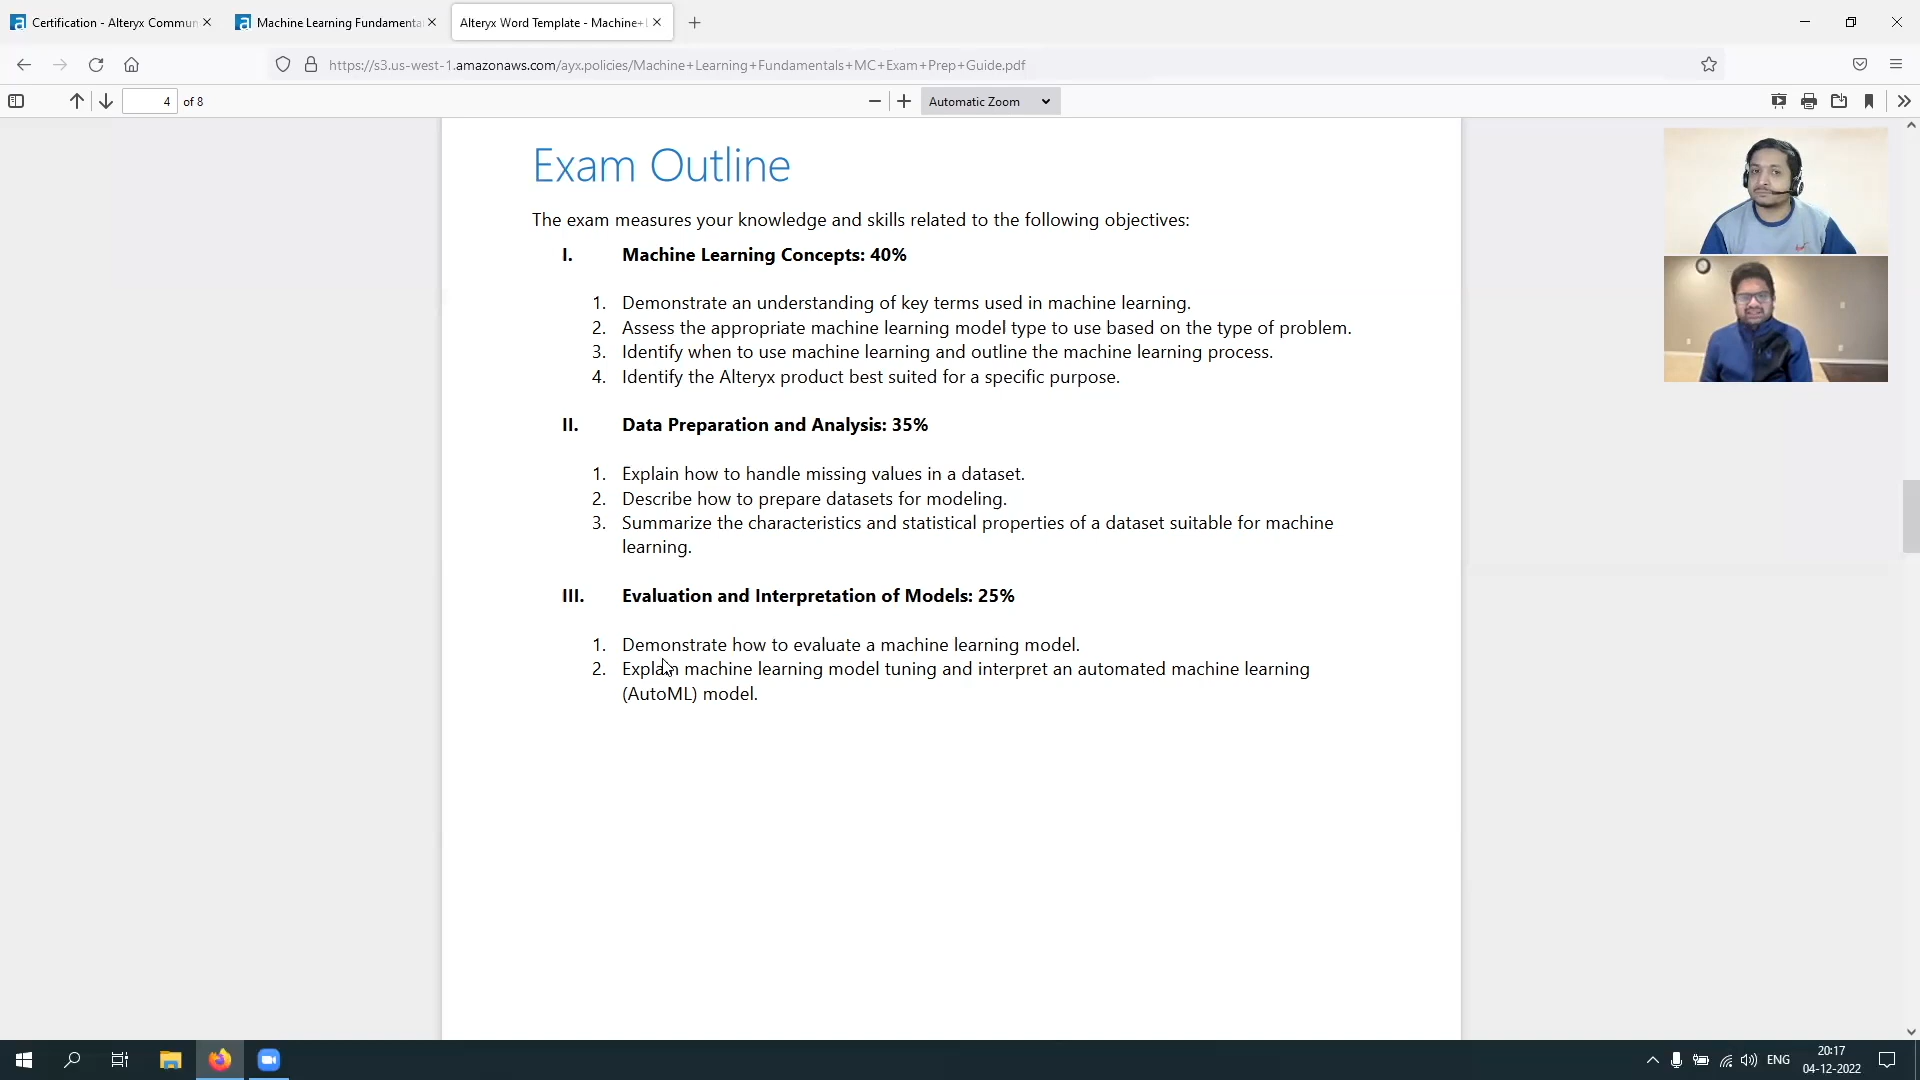 Certification - Alteryx Commun
Machine Learning Fundamenta
Alteryx Word Template - Machine+
https://s3.us-west-1.amazonaws.com/ayx.policies/Machine+Learning+Fundamentals+MC+Exam+Prep+Guide.pdf
4 of 8
Automatic Zoom
Exam Outline
The exam measures your knowledge and skills related to the following objectives:
I. Machine Learning Concepts: 40%
1. Demonstrate an understanding of key terms used in machine learning.
2. Assess the appropriate machine learning model type to use based on the type of problem.
3. Identify when to use machine learning and outline the machine learning process.
4. Identify the Alteryx product best suited for a specific purpose.
II. Data Preparation and Analysis: 35%
1. Explain how to handle missing values in a dataset.
2. Describe how to prepare datasets for modeling.
3. Summarize the characteristics and statistical properties of a dataset suitable for machine
learning.
III. Evaluation and Interpretation of Models: 25%
1. Demonstrate how to evaluate a machine learning model.
2. Explain machine learning model tuning and interpret an automated machine learning
(AutoML) model.
ENG
20:17
04-12-2022